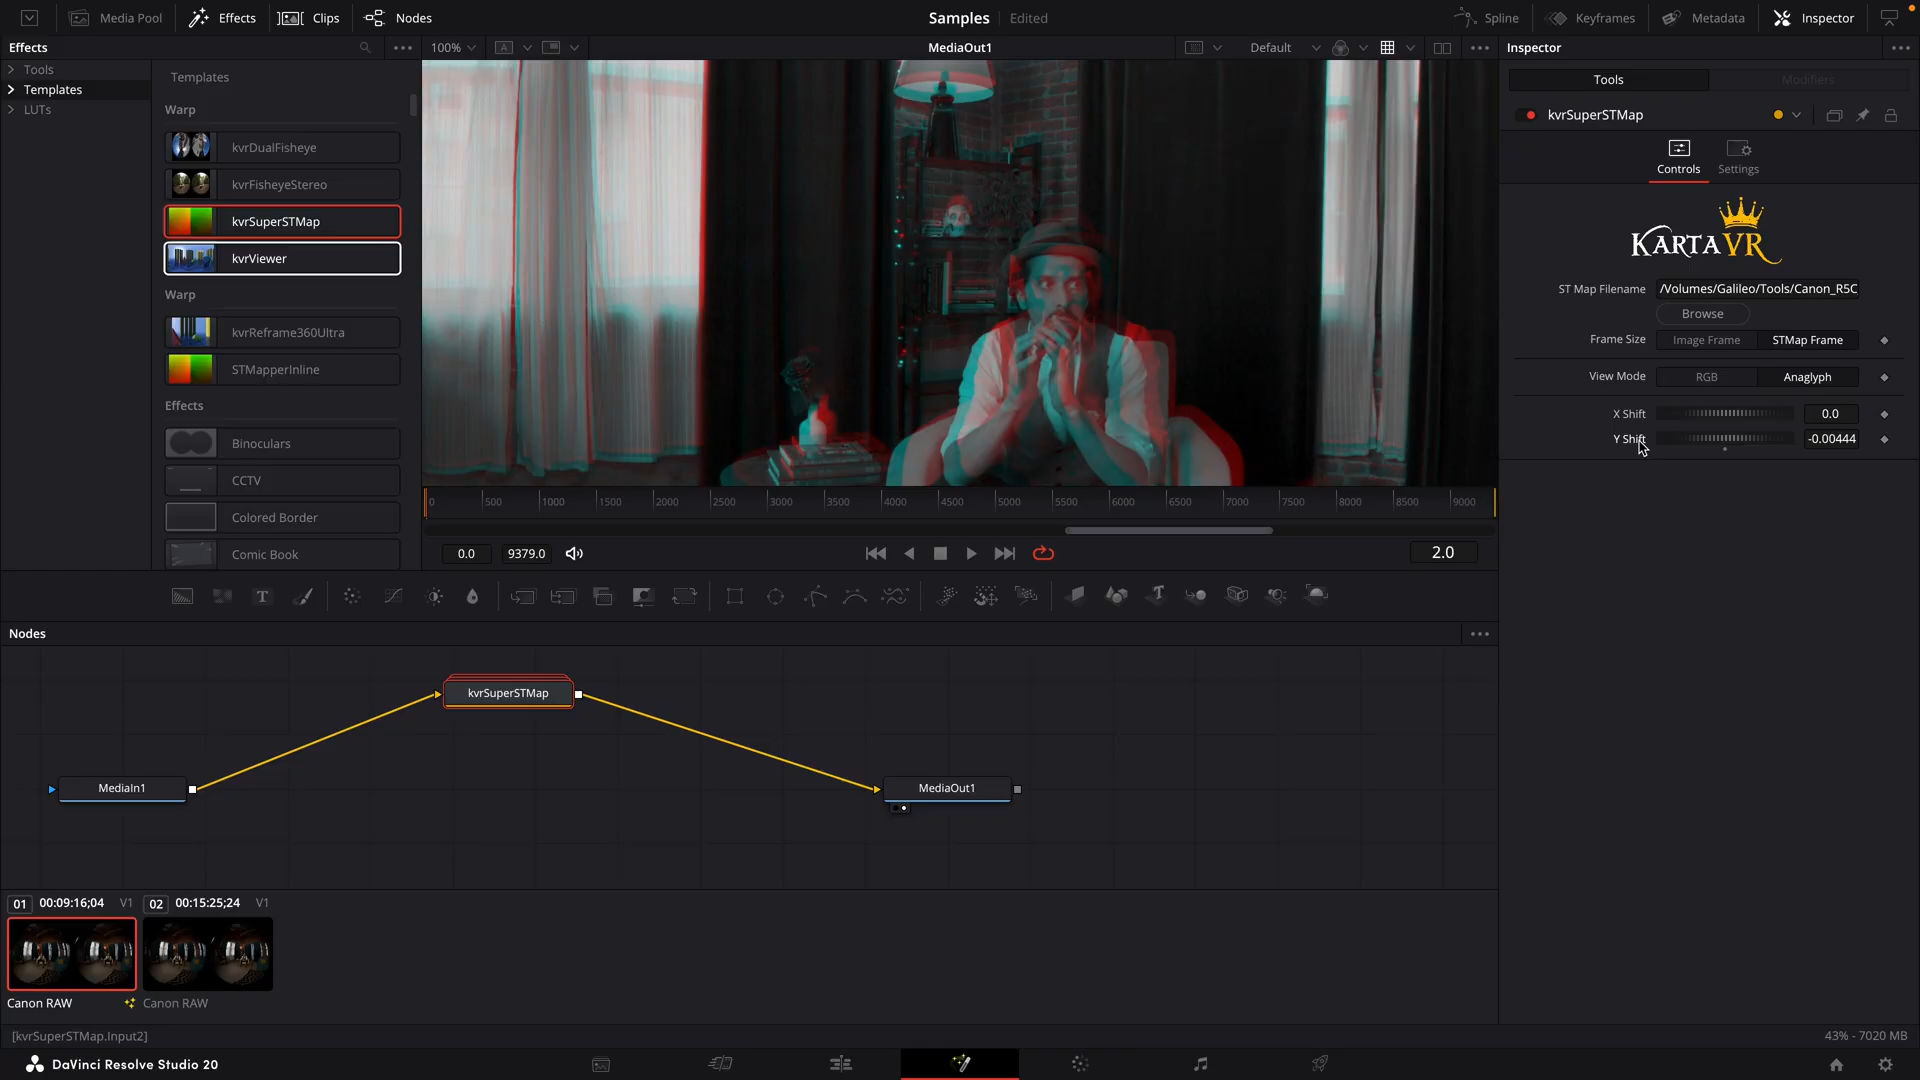 Media Pool
Effects
Clips
Nodes
Samples
Edited
Spline
Keyframes
Metadata
Inspector
Effects
100%
A
MediaOut1
Default
Inspector
Tools
Templates
LUTs
Templates
Warp
kvrDualFisheye
kvrFisheyeStereo
kvrSuperSTMap
kvrViewer
Warp
kvrReframe360Ultra
STMapperInline
Effects
Binoculars
CCTV
Colored Border
Comic Book
Tools
Modifiers
kvrSuperSTMap
Controls
Settings
KARTAVR
ST Map Filename
/Volumes/Galileo/Tools/Canon_R5C
Browse
Frame Size
Image Frame
STMap Frame
View Mode
RGB
Anaglyph
X Shift
0.0
Y Shift
-0.00444
0 500 1000 1500 2000 2500 3000 3500 4000 4500 5000 5500 6000 6500 7000 7500 8000 8500 9000
0.0
9379.0
2.0
T
T
Nodes
kvrSuperSTMap
MediaIn1
MediaOut1
01 00:09:16;04 V1
02 00:15:25;24 V1
Canon RAW
Canon RAW
[kvrSuperSTMap.Input2]
43% - 7020 MB
DaVinci Resolve Studio 20